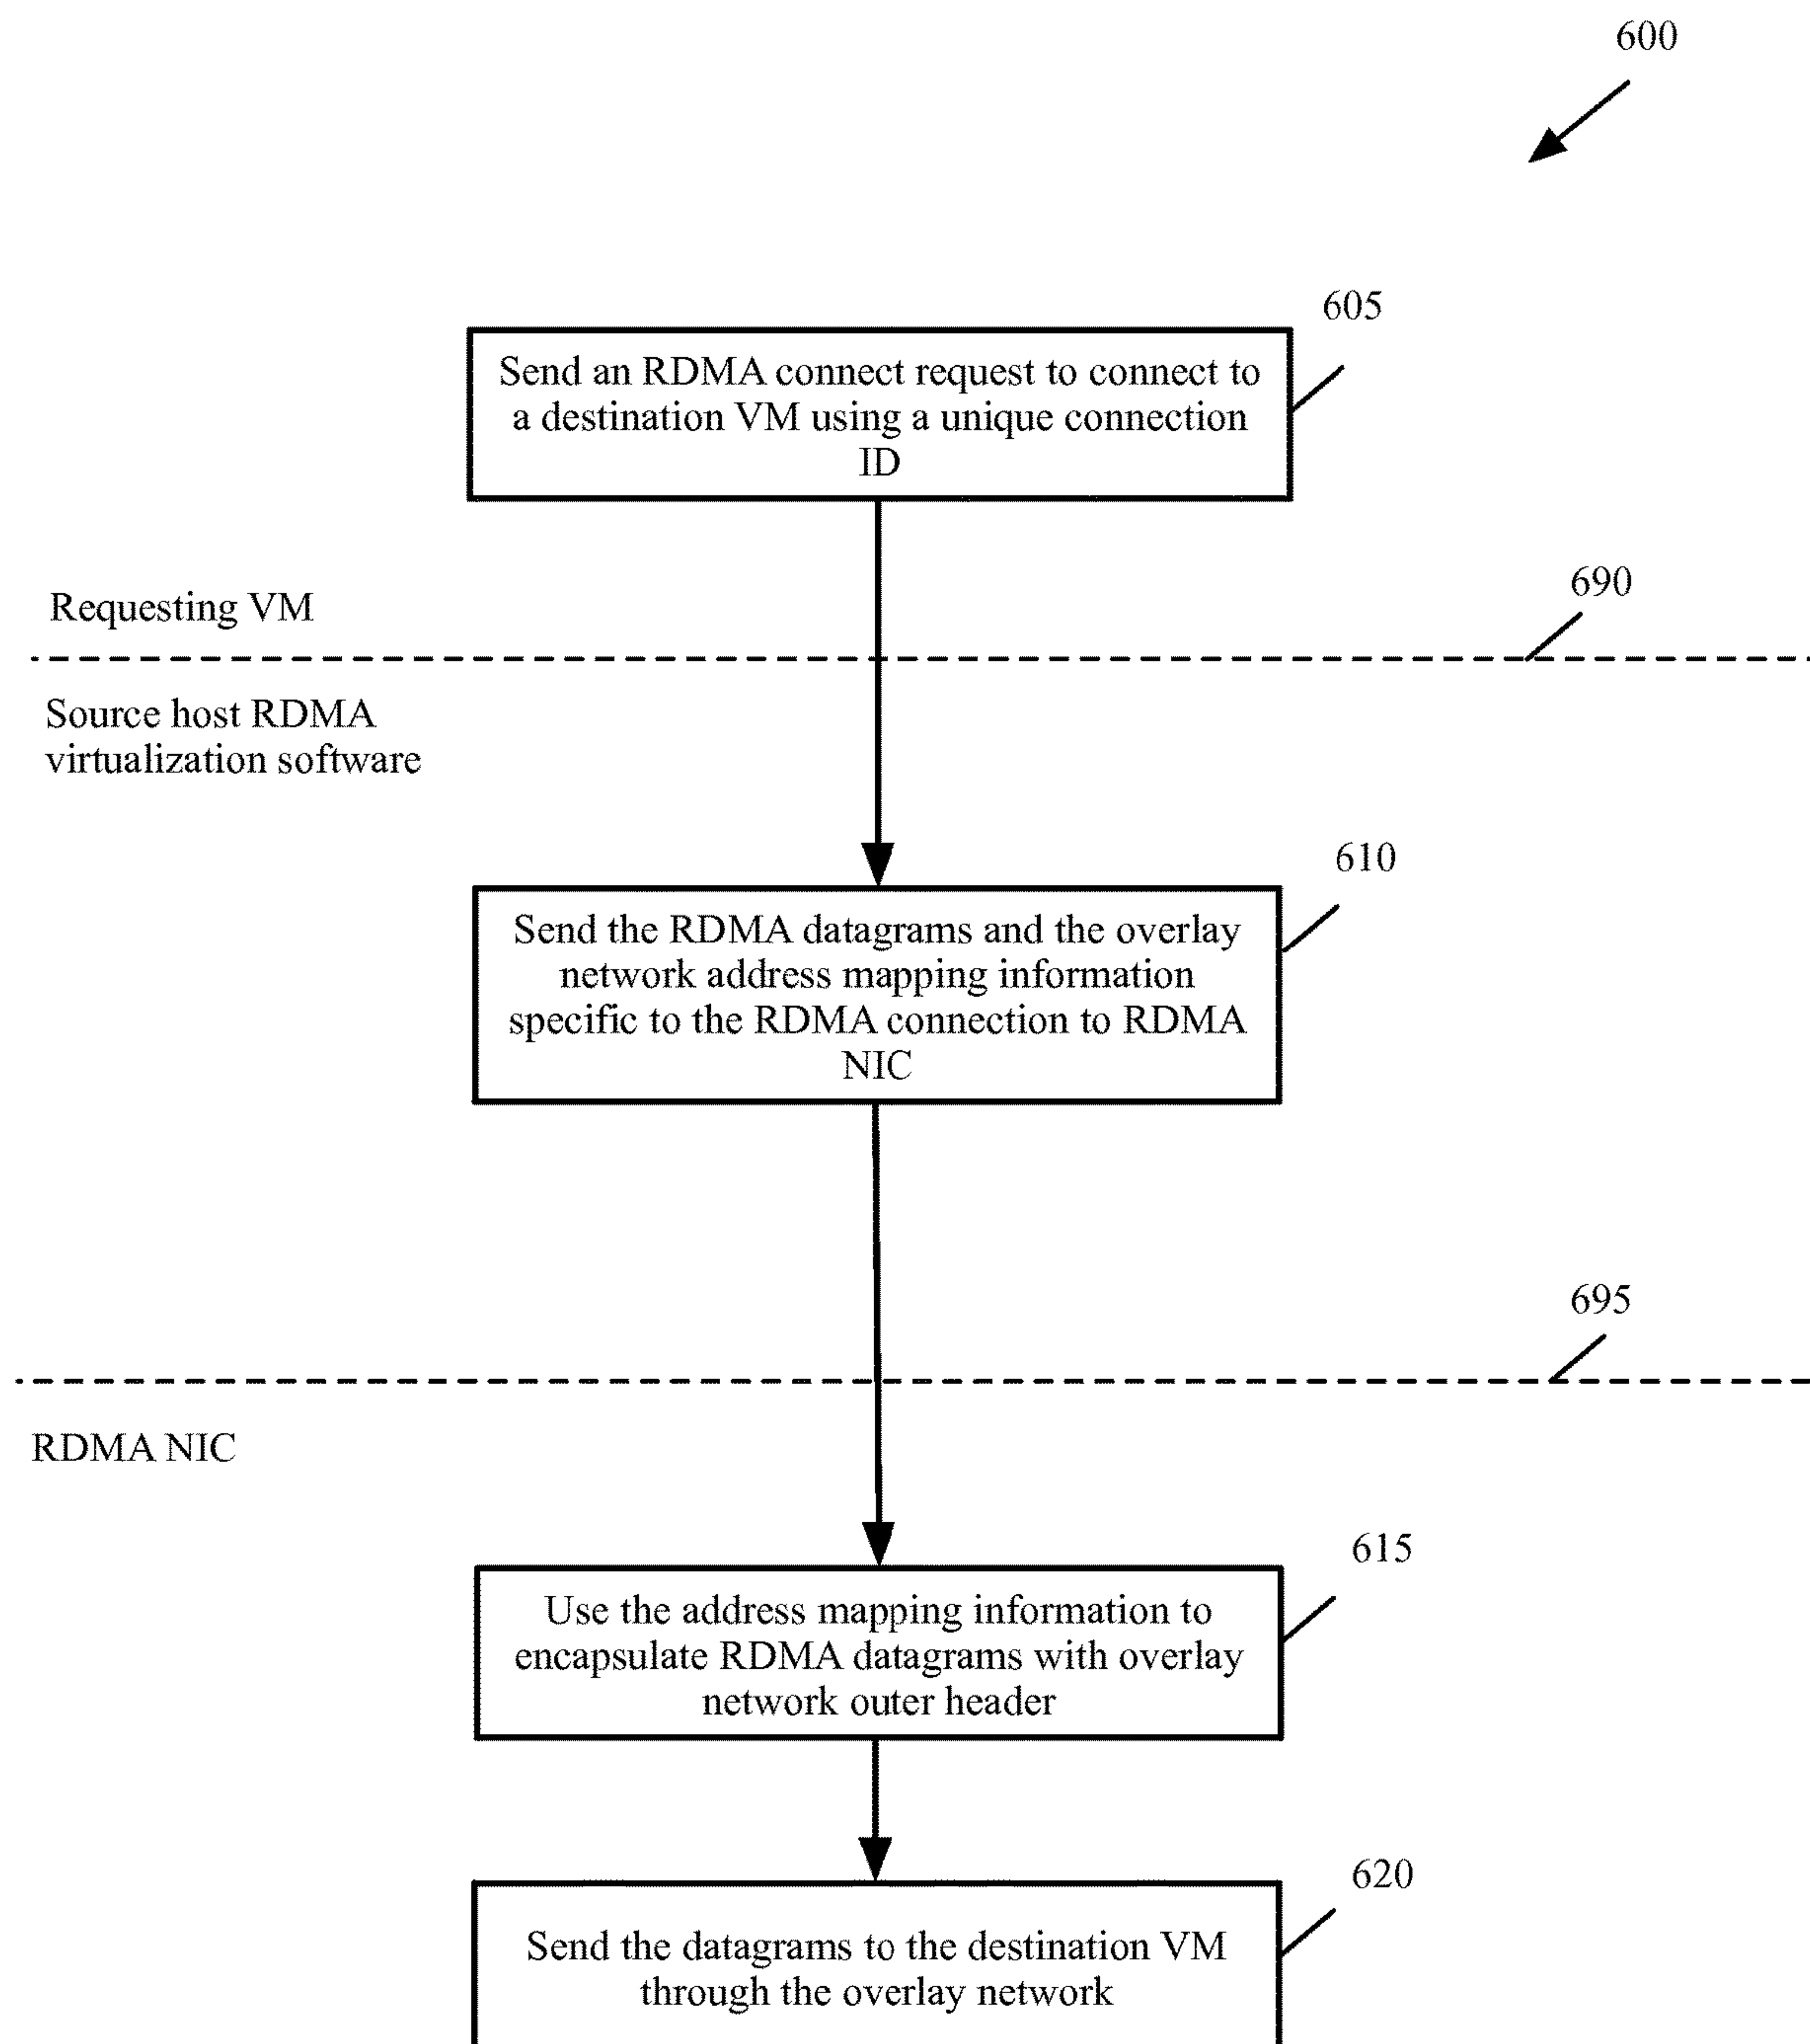 600
605
Send an RDMA connect request to connect to
a destination VM using a unique connection
ID
690
Requesting VM
Source host RDMA
virtualization software
610
Send the RDMA datagrams and the overlay
network address mapping information
specific to the RDMA connection to RDMA
NIC
695
RDMA NIC
615
Use the address mapping information to
encapsulate RDMA datagrams with overlay
network outer header
620
Send the datagrams to the destination VM
through the overlay network